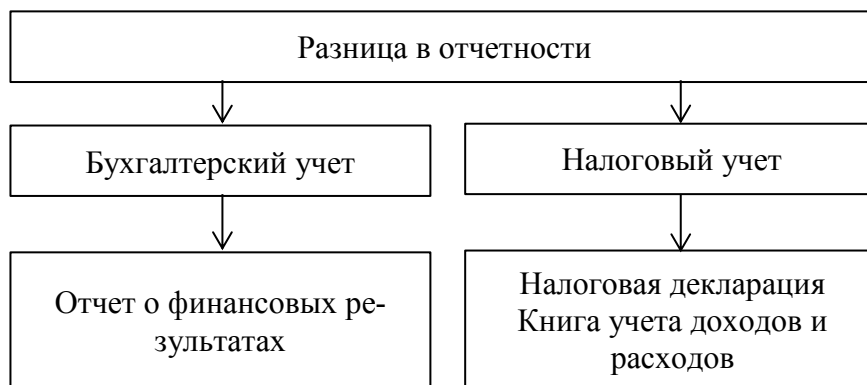 Разница в отчетности
Бухгалтерский учет
Налоговый учет
Отчет о финансовых ре-
зультатах
Налоговая декларация
Книга учета доходов и
расходов